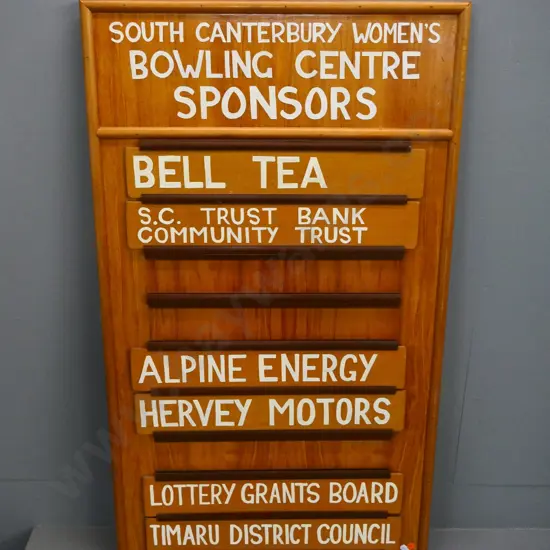 SOUTH CANTERBURY WOMEN'S
BOWLING CENTRE
SPONSORS
BELL TEA
S.C. TRUST BANK
COMMUNITY TRUST
ALPINE ENERGY
HERVEY MOTORS
LOTTERY GRANTS BOARD
TIMARU DISTRICT COUNCIL